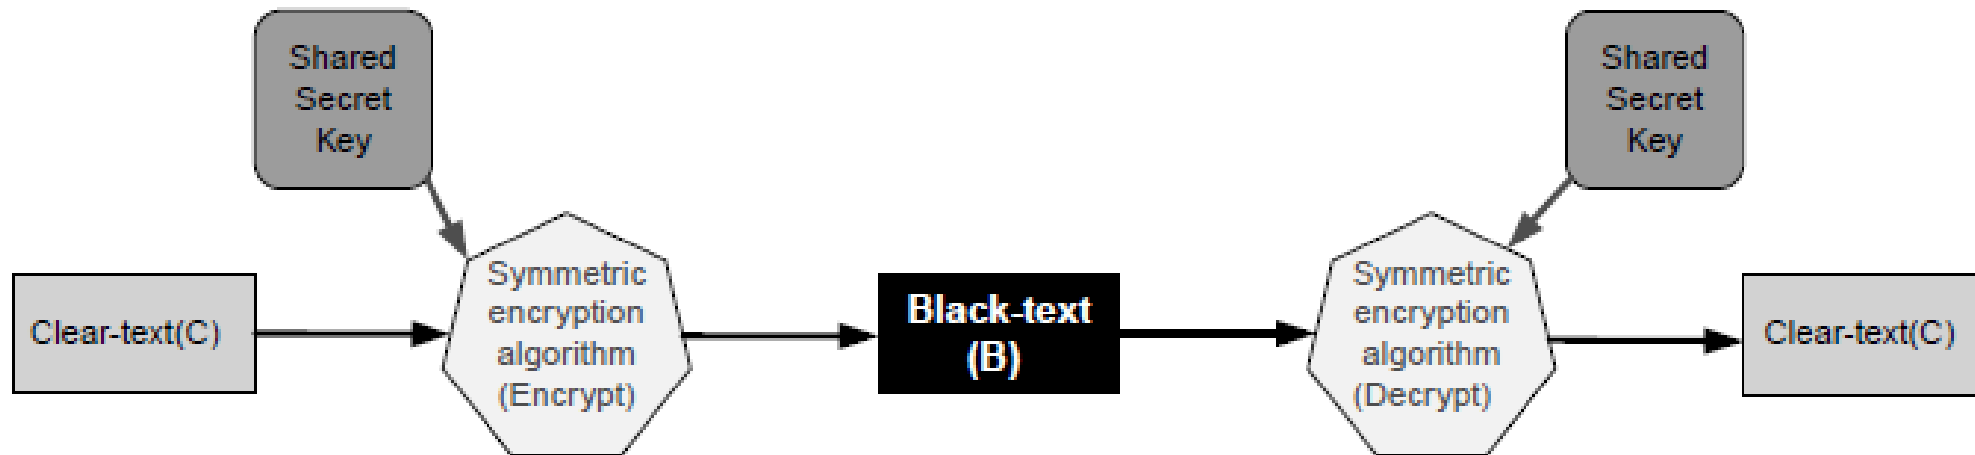 Shared
Secret
Key
Shared
Secret
Key
Clear-text(C)
Symmetric
encryption
algorithm
(Encrypt)
Black-text
(B)
Symmetric
encryption
algorithm
(Decrypt)
Clear-text(C)